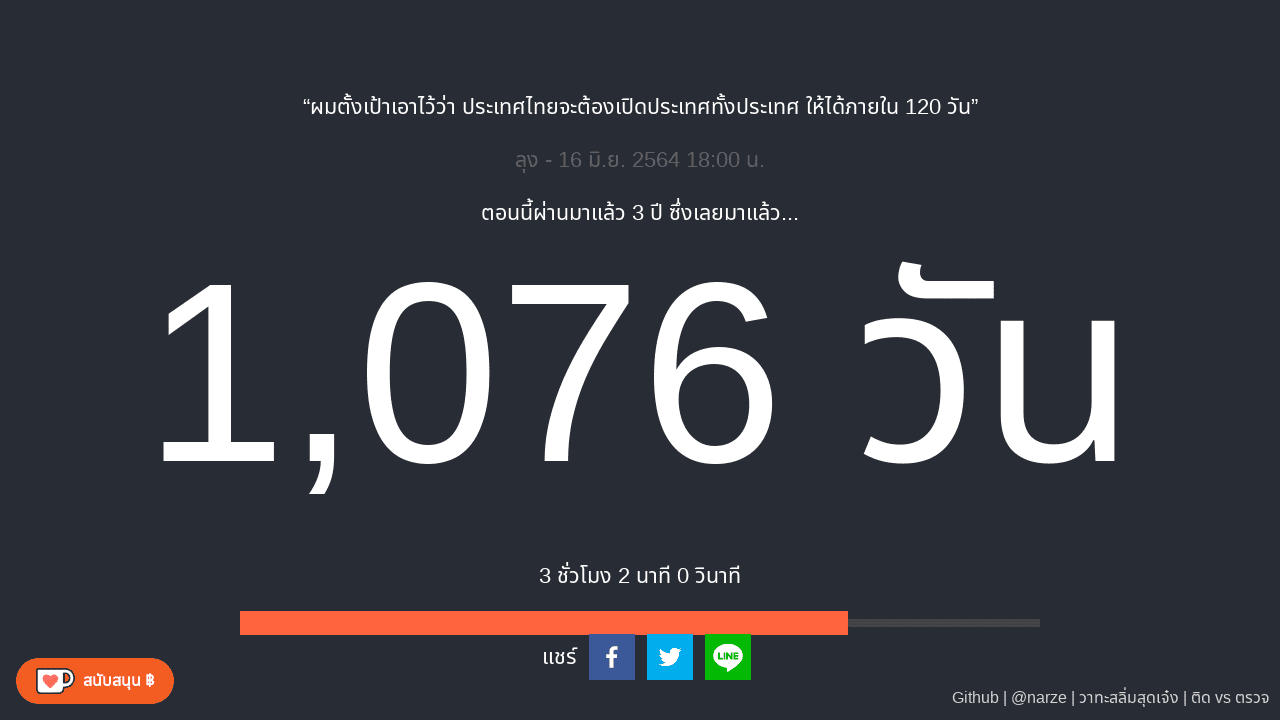 “ผมตั้งเป้าเอาไว้ว่า ประเทศไทยจะต้องเปิดประเทศทั้งประเทศ ให้ได้ภายใน 120 วัน”
ลุง - 16 มิ.ย. 2564 18:00 น.
ตอนนี้ผ่านมาแล้ว 3 ปี ซึ่งเลยมาแล้ว...
1,076 วัน
3 ชั่วโมง 2 นาที 0 วินาที
แชร์
LINE
สนับสนุน ฿
Github | @narze | วาทะสลิ่มสุดเจ๋ง | ติด vs ตรวจ